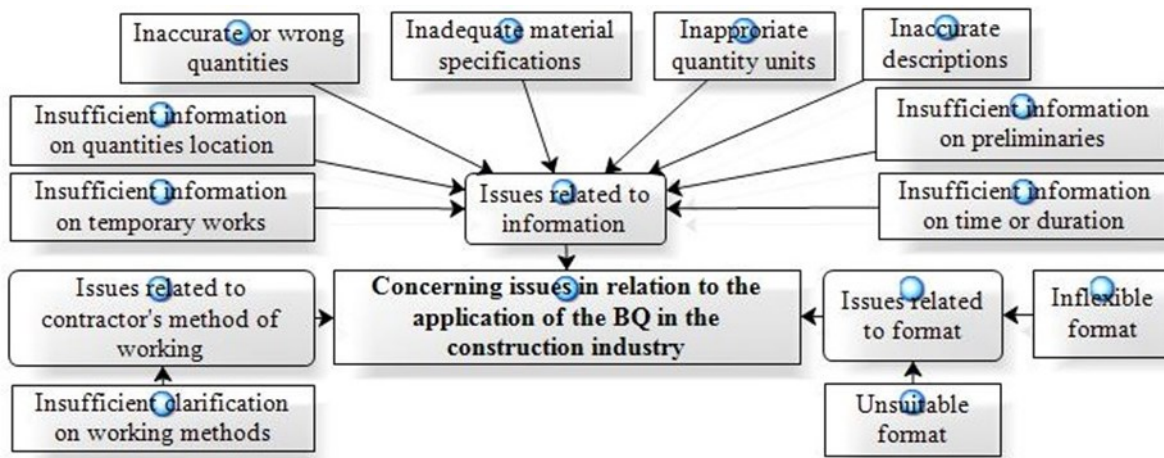 Inaccurate or wrong
quantities
Inadequate material
specifications
Inapproriate
quantity units
Inaccurate
descriptions
Insufficient information
on quantities location
Insufficient information
on preliminaries
Insufficient information
on temporary works
Issues related to
information
Insufficient information
on time or duration
Issues related to
contractor's method of
working
Concerning issues in relation to the
application of the BQ in the
construction industry
Issues related
to format
Inflexible
format
Insufficient clarification
on working methods
Unsuitable
format